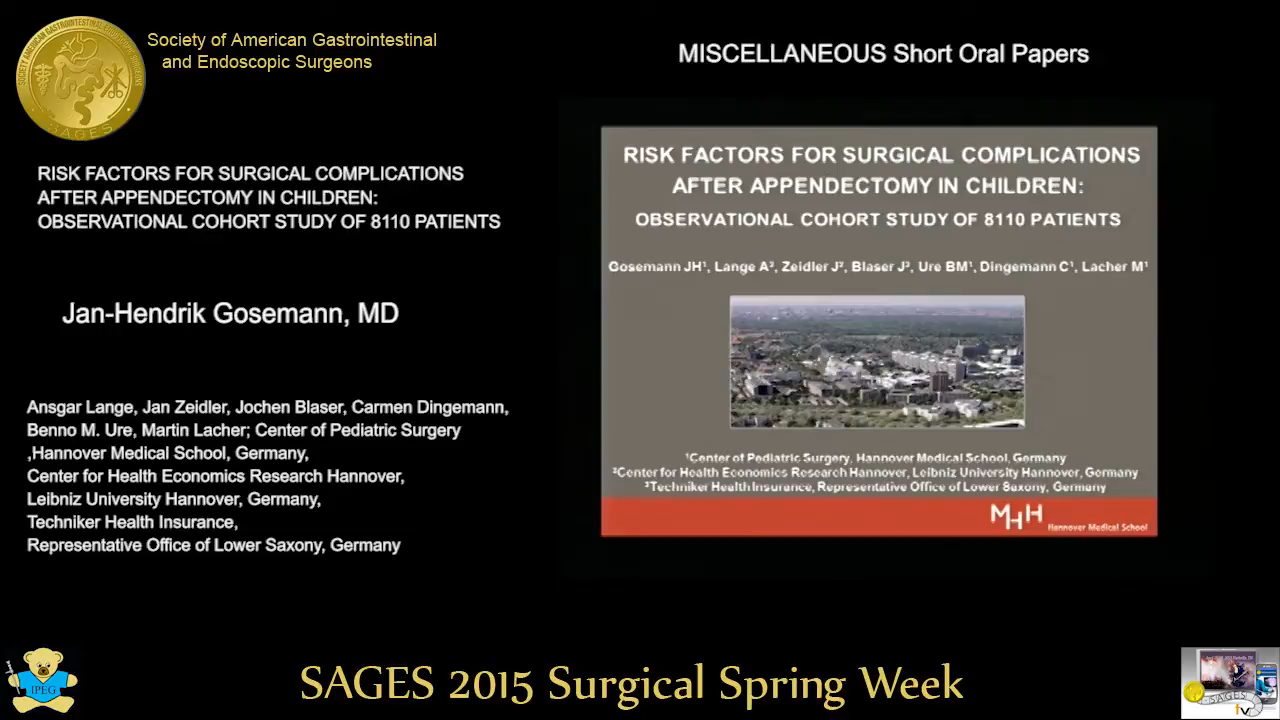 Society of American Gastrointestinal
and Endoscopic Surgeons
SAGES
MISCELLANEOUS Short Oral Papers
RISK FACTORS FOR SURGICAL COMPLICATIONS
AFTER APPENDECTOMY IN CHILDREN:
OBSERVATIONAL COHORT STUDY OF 8110 PATIENTS
Jan-Hendrik Gosemann, MD
Ansgar Lange, Jan Zeidler, Jochen Blaser, Carmen Dingemann,
Benno M. Ure, Martin Lacher; Center of Pediatric Surgery
,Hannover Medical School, Germany,
Center for Health Economics Research Hannover,
Leibniz University Hannover, Germany,
Techniker Health Insurance,
Representative Office of Lower Saxony, Germany
RISK FACTORS FOR SURGICAL COMPLICATIONS
AFTER APPENDECTOMY IN CHILDREN:
OBSERVATIONAL COHORT STUDY OF 8110 PATIENTS
Gosemann JH¹, Lange A², Zeidler J², Blaser J³, Ure BM¹, Dingemann C¹, Lacher M¹
¹Center of Pediatric Surgery, Hannover Medical School, Germany
²Center for Health Economics Research Hannover, Leibniz University Hannover, Germany
³Techniker Health Insurance, Representative Office of Lower Saxony, Germany
MHH
Hannover Medical School
IPEG
SAGES 2015 Surgical Spring Week
SAGES
tv